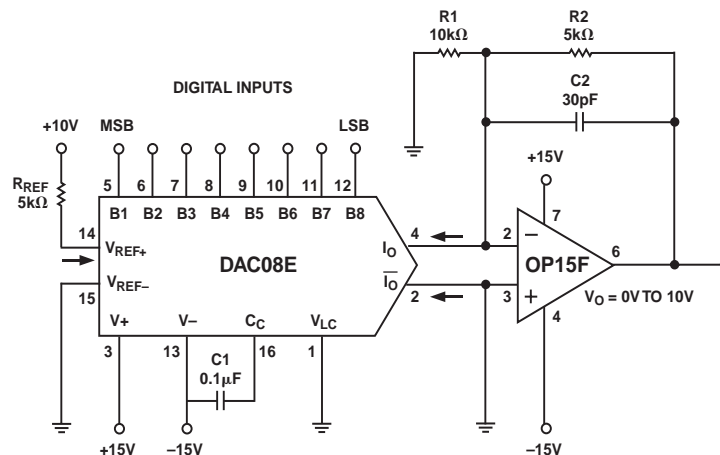 R1
10kΩ
R2
5kΩ
C2
30pF
DIGITAL INPUTS
+10V
MSB
LSB
+15V
RREF
5kΩ
5
6
7
8
9
10
11
12
B1
B2
B3
B4
B5
B6
B7
B8
14
VREF+
15
VREF–
DAC08E
IO
4
IO
2
2
–
3
+
7
OP15F
6
4
VO = 0V TO 10V
V+
V–
CC
VLC
3
13
16
1
C1
0.1μF
+15V
–15V
–15V